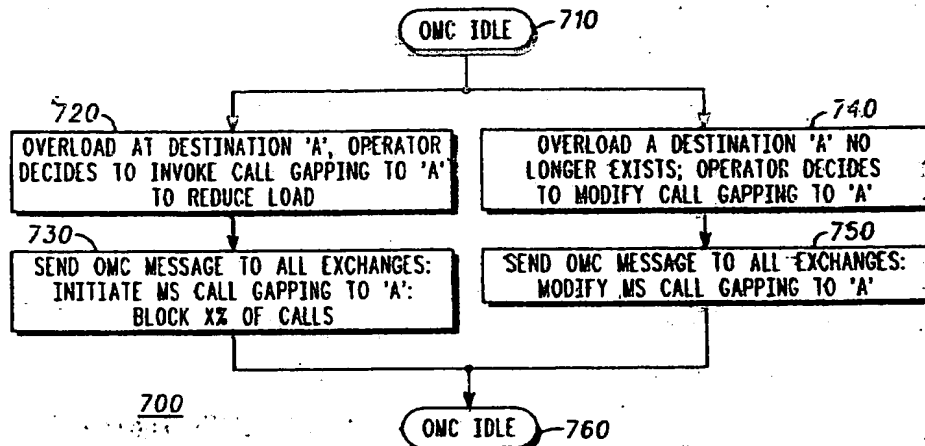 OMC IDLE
710
720
OVERLOAD AT DESTINATION 'A', OPERATOR
DECIDES TO INVOKE CALL GAPPING TO 'A'
TO REDUCE LOAD
740
OVERLOAD A DESTINATION 'A' NO
LONGER EXISTS; OPERATOR DECIDES
TO MODIFY CALL GAPPING TO 'A'
730
SEND OMC MESSAGE TO ALL EXCHANGES:
INITIATE MS CALL GAPPING TO 'A':
BLOCK X% OF CALLS
750
SEND OMC MESSAGE TO ALL EXCHANGES:
MODIFY MS CALL GAPPING TO 'A'
700
OMC IDLE
760